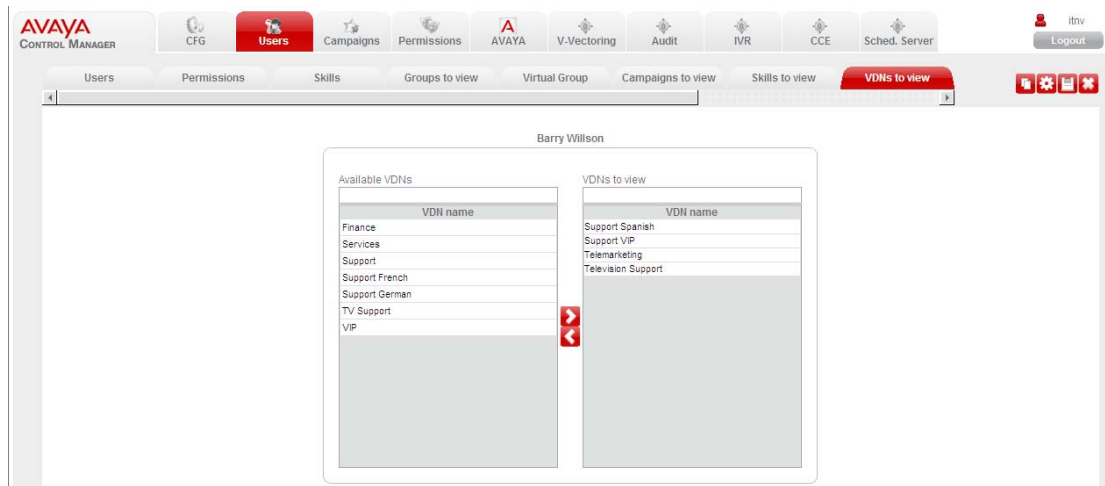 AVAYA
CONTROL MANAGER
CFG Users Campaigns Permissions AVAYA V-Vectoring Audit IVR CCE Sched. Server
itnv
Logout
Users Permissions Skills Groups to view Virtual Group Campaigns to view Skills to view VDNs to view
Barry Willson
Available VDNs
VDN name
Finance
Services
Support
Support French
Support German
TV Support
VIP
VDNs to view
VDN name
Support Spanish
Support VIP
Telemarketing
Television Support